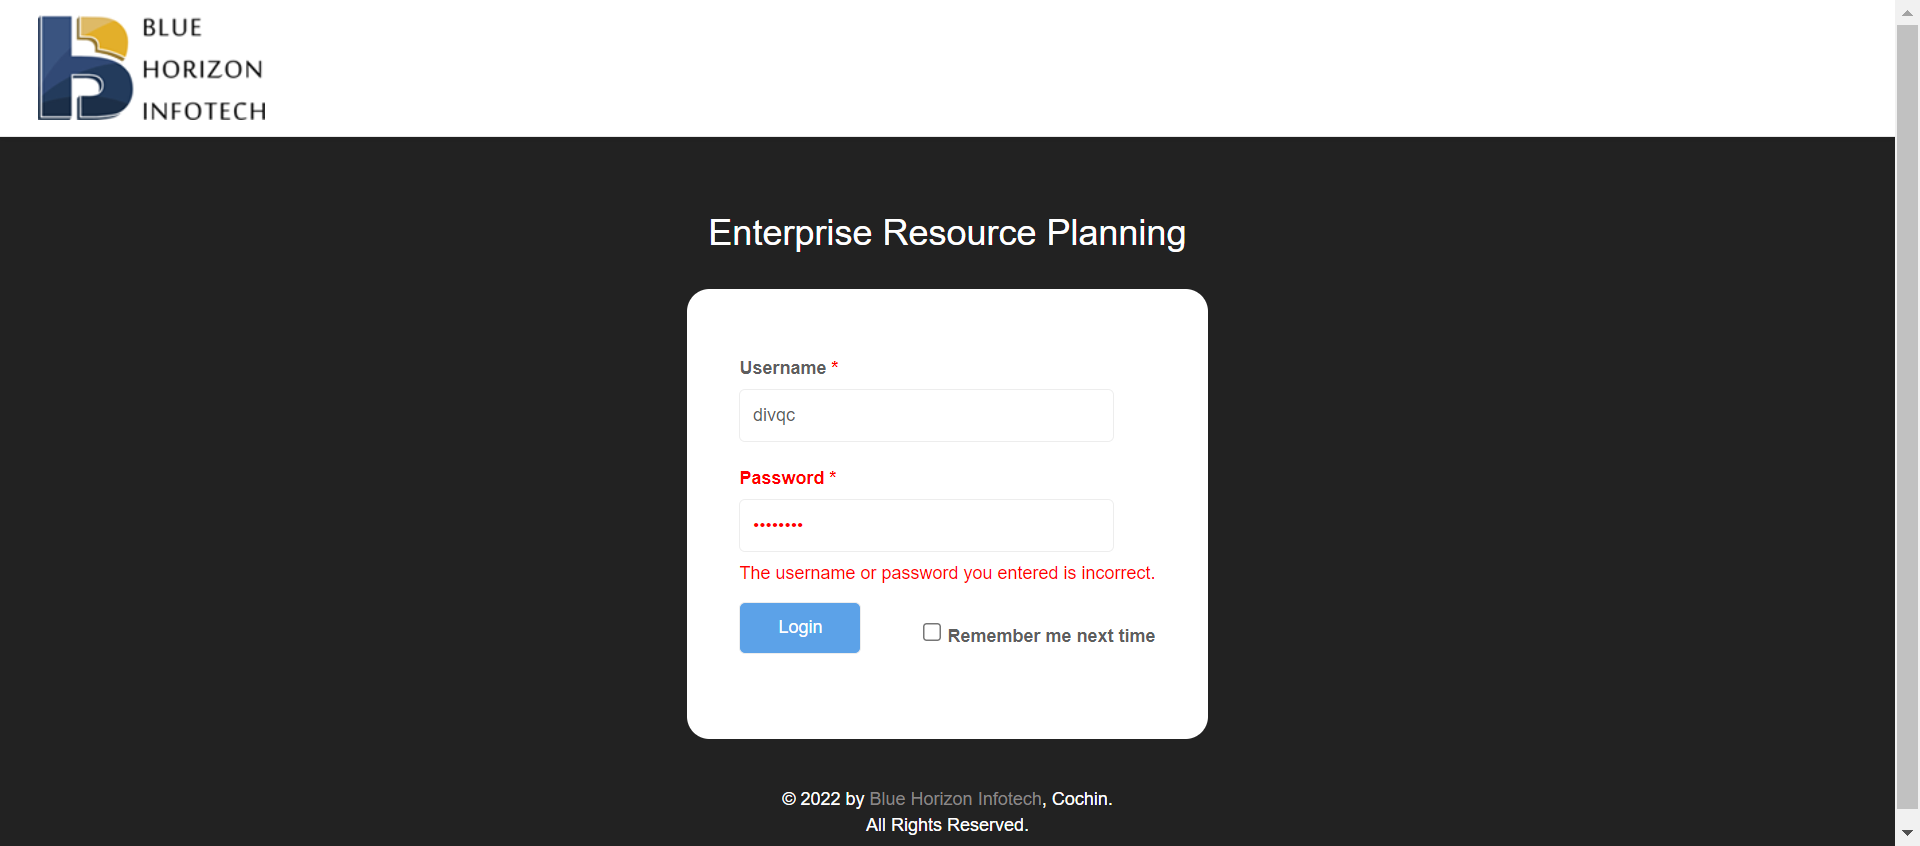 BLUE
HORIZON
INFOTECH
Enterprise Resource Planning
Username *
divqc
Password *
••••••••
The username or password you entered is incorrect.
Login
Remember me next time
© 2022 by Blue Horizon Infotech, Cochin.
All Rights Reserved.